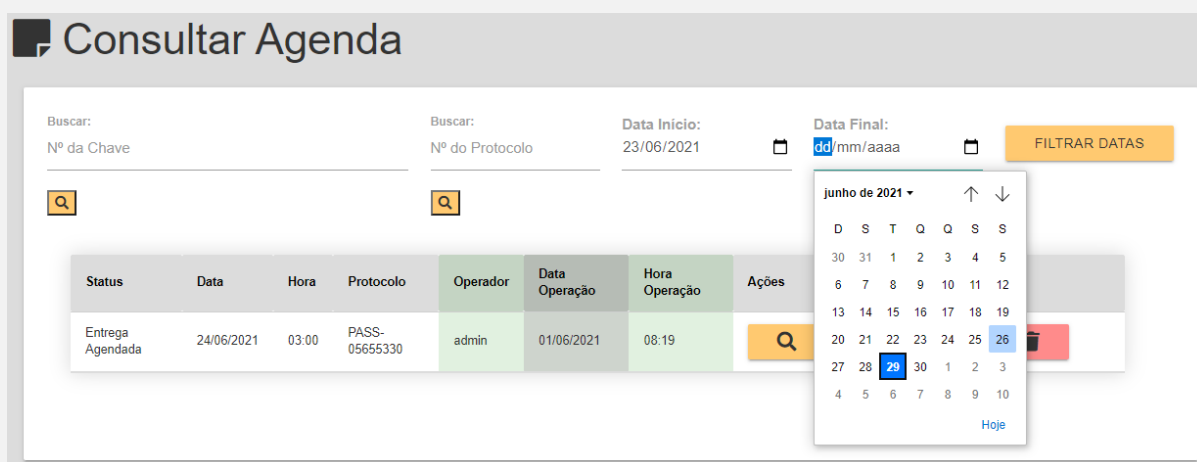 Consultar Agenda
Buscar:
Nº da Chave
Buscar:
Nº do Protocolo
Data Início:
23/06/2021
Data Final:
dd/mm/aaaa
FILTRAR DATAS
junho de 2021
D S T Q Q S S
30 31 1 2 3 4 5
6 7 8 9 10 11 12
13 14 15 16 17 18 19
20 21 22 23 24 25 26
27 28 29 30 1 2 3
4 5 6 7 8 9 10
Hoje
Status Data Hora Protocolo Operador Data Operação Hora Operação Ações
Entrega Agendada 24/06/2021 03:00 PASS-05655330 admin 01/06/2021 08:19